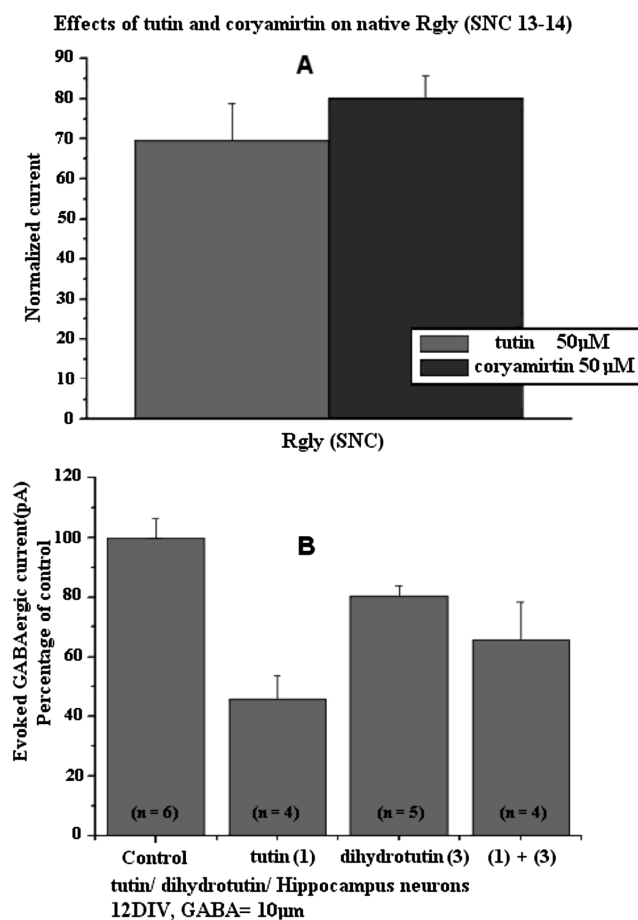 Effects of tutin and coryamirtin on native Rgly (SNC 13-14)
A
Normalized current
90
80
70
60
50
40
30
20
10
0
tutin 50μM
coryamirtin 50 μM
Rgly (SNC)
B
Evoked GABAergic current(pA)
Percentage of control
120
100
80
60
40
20
0
(n = 6)
(n = 4)
(n = 5)
(n = 4)
Control
tutin (1)
dihydrotutin (3)
(1) + (3)
tutin/ dihydrotutin/ Hippocampus neurons
12DIV, GABA= 10μm